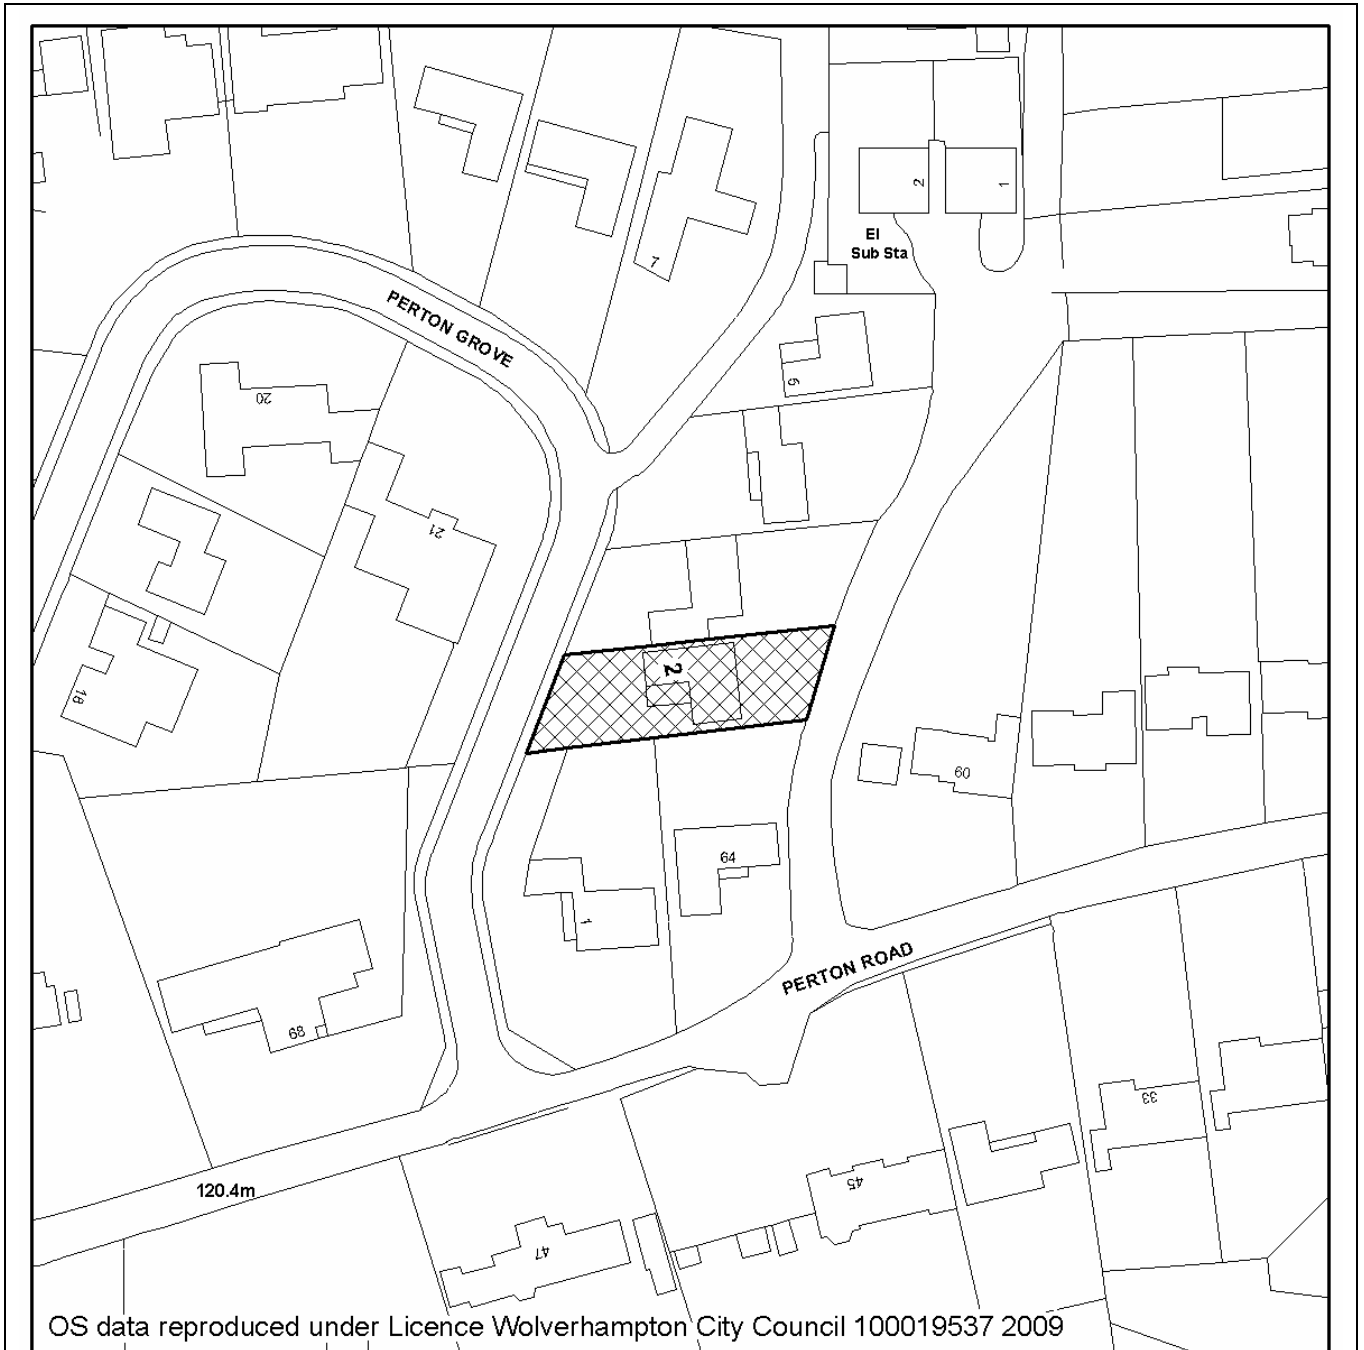 2
1
El
Sub Sta
7
PERTON GROVE
5
20
21
2
18
60
64
1
PERTON ROAD
68
33
120.4m
45
47
OS data reproduced under Licence Wolverhampton City Council 100019537 2009